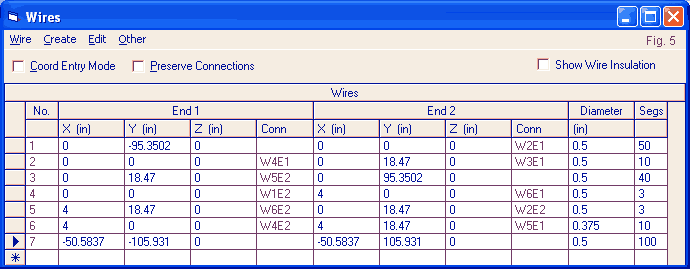 Wires
Wire Create Edit Other Fig. 5
Coord Entry Mode Preserve Connections Show Wire Insulation
Wires
No. End 1 End 2 Diameter Segs
X (in) Y (in) Z (in) Conn X (in) Y (in) Z (in) Conn (in)
1 0 -95.3502 0 0 0 0 W2E1 0.5 50
2 0 0 0 W4E1 0 18.47 0 W3E1 0.5 10
3 0 18.47 0 W5E2 0 95.3502 0 0.5 40
4 0 0 0 W1E2 4 0 0 W6E1 0.5 3
5 4 18.47 0 W6E2 0 18.47 0 W2E2 0.5 3
6 4 0 0 W4E2 4 18.47 0 W5E1 0.375 10
7 -50.5837 -105.931 0 -50.5837 105.931 0 0.5 100